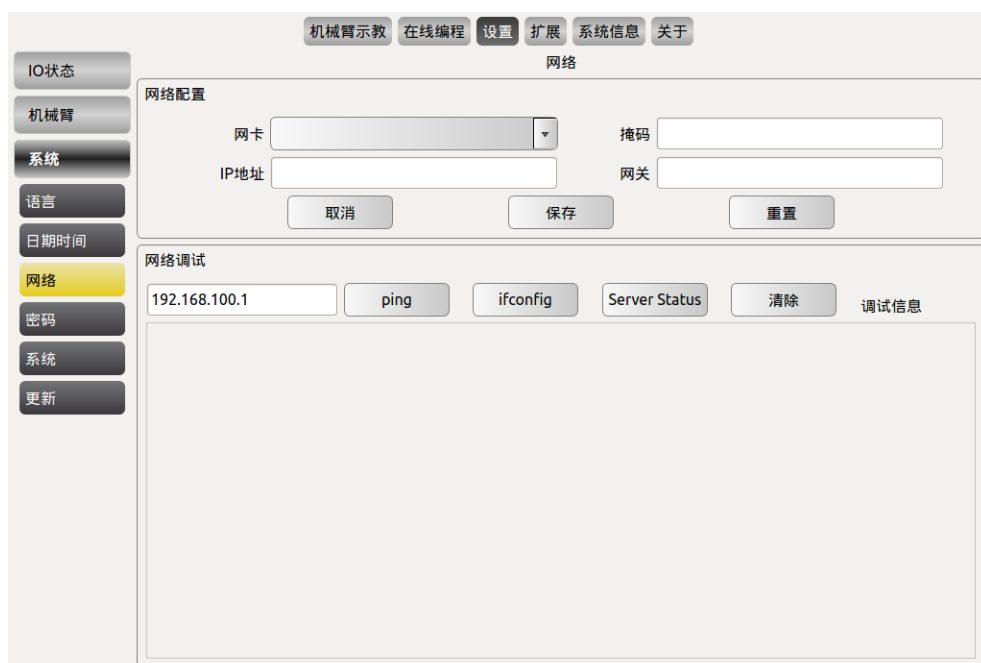 机械臂示教 在线编程 设置 扩展 系统信息 关于
网络
IO状态
机械臂
系统
语言
日期时间
网络
密码
系统
更新
网络配置
网卡 掩码
IP地址 网关
取消 保存 重置
网络调试
192.168.100.1 ping ifconfig Server Status 清除 调试信息